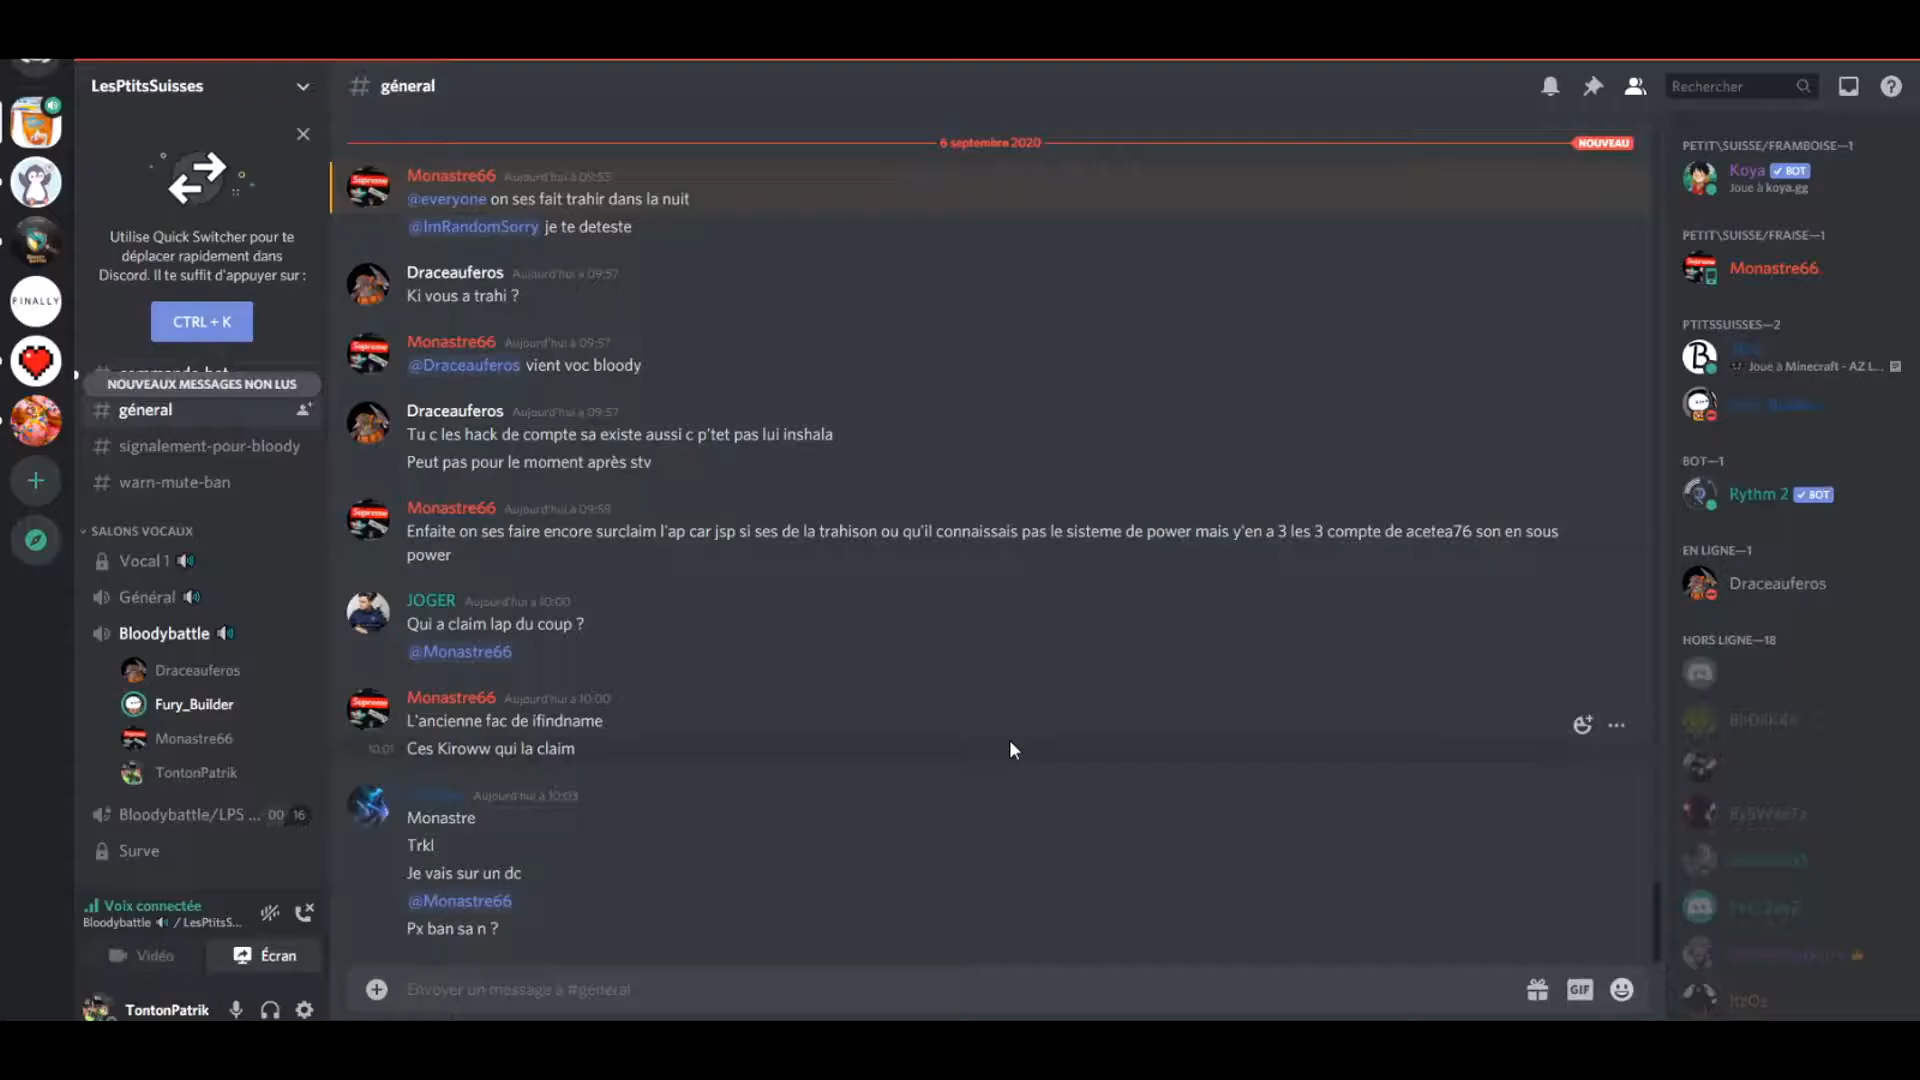 LesPtitsSuisses
Utilise Quick Switcher pour te
déplacer rapidement dans
Discord. Il te suffit d'appuyer sur :
CTRL + K
FINALLY
NOUVEAUX MESSAGES NON LUS
# géneral
# signalement-pour-bloody
# warn-mute-ban
SALONS VOCAUX
Vocal 1
Général
Bloodybattle
Draceauferos
Fury_Builder
Monastre66
TontonPatrik
Bloodybattle/LPS ... 00 16
Surve
Voix connectée
Bloodybattle / LesPtitsS...
Vidéo Écran
TontonPatrik
# géneral
Rechercher
6 septembre 2020 NOUVEAU
Monastre66 Aujourd'hui à 09:53
@everyone on ses fait trahir dans la nuit
@ImRandomSorry je te deteste
Draceauferos Aujourd'hui à 09:57
Ki vous a trahi ?
Monastre66 Aujourd'hui à 09:57
@Draceauferos vient voc bloody
Draceauferos Aujourd'hui à 09:57
Tu c les hack de compte sa existe aussi c p'tet pas lui inshala
Peut pas pour le moment après stv
Monastre66 Aujourd'hui à 09:59
Enfaite on ses faire encore surclaim l'ap car jsp si ses de la trahison ou qu'il connaissais pas le sisteme de power mais y'en a 3 les 3 compte de acetea76 son en sous
power
JOGER Aujourd'hui à 10:00
Qui a claim lap du coup ?
@Monastre66
Monastre66 Aujourd'hui à 10:00
L'ancienne fac de ifindname
10:01 Ces Kiroww qui la claim
Aujourd'hui à 10:03
Monastre
Trkl
Je vais sur un dc
@Monastre66
Px ban sa n ?
Envoyer un message à #géneral
GIF
PETIT\SUISSE/FRAMBOISE—1
Koya BOT
Joue à koya.gg
PETIT\SUISSE/FRAISE—1
Monastre66
PTITSSUISSES—2
Joue à Minecraft - AZ L...
BOT—1
Rythm 2 BOT
EN LIGNE—1
Draceauferos
HORS LIGNE—18